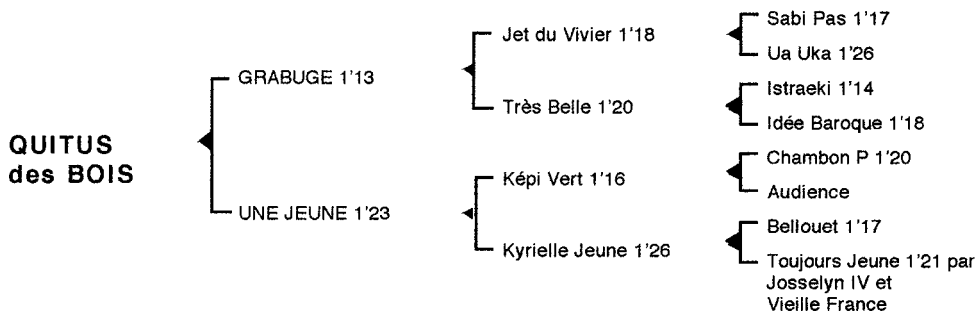 Sabi Pas 1'17
Jet du Vivier 1'18
Ua Uka 1'26
GRABUGE 1'13
Istraeki 1'14
Très Belle 1'20
Idée Baroque 1'18
QUITUS
des BOIS
Chambon P 1'20
Képi Vert 1'16
Audience
UNE JEUNE 1'23
Bellouet 1'17
Kyrielle Jeune 1'26
Toujours Jeune 1'21 par
Josselyn IV et
Vieille France